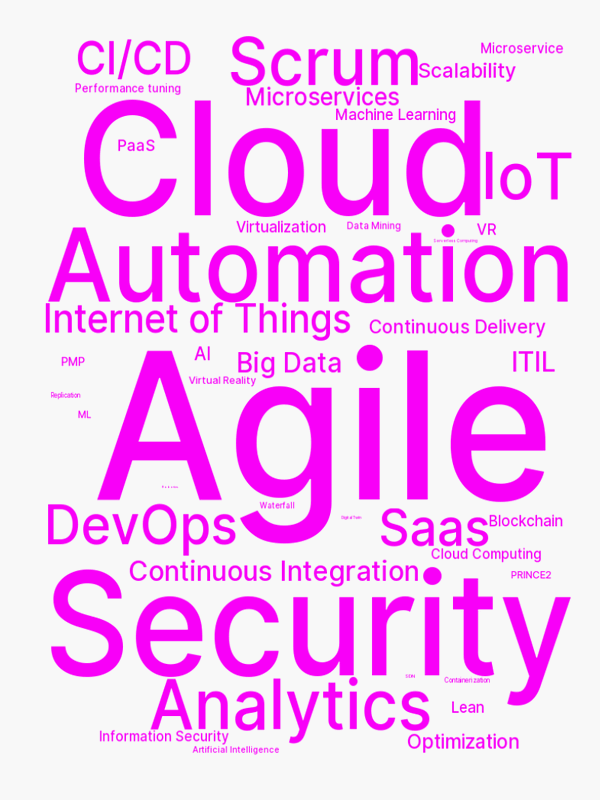 CI/CD
Scrum
Microservice
Scalability
Performance tuning
Microservices
Machine Learning
Cloud
PaaS
IoT
Virtualization
Data Mining
VR
Serverless Computing
Automation
Internet of Things
Continuous Delivery
AI
Big Data
ITIL
PMP
Virtual Reality
Replication
ML
Agile
Waterfall
Digital Twin
DevOps
Saas
Blockchain
Cloud Computing
Continuous Integration
PRINCE2
Security
SDN
Containerization
Analytics
Lean
Information Security
Optimization
Artificial Intelligence